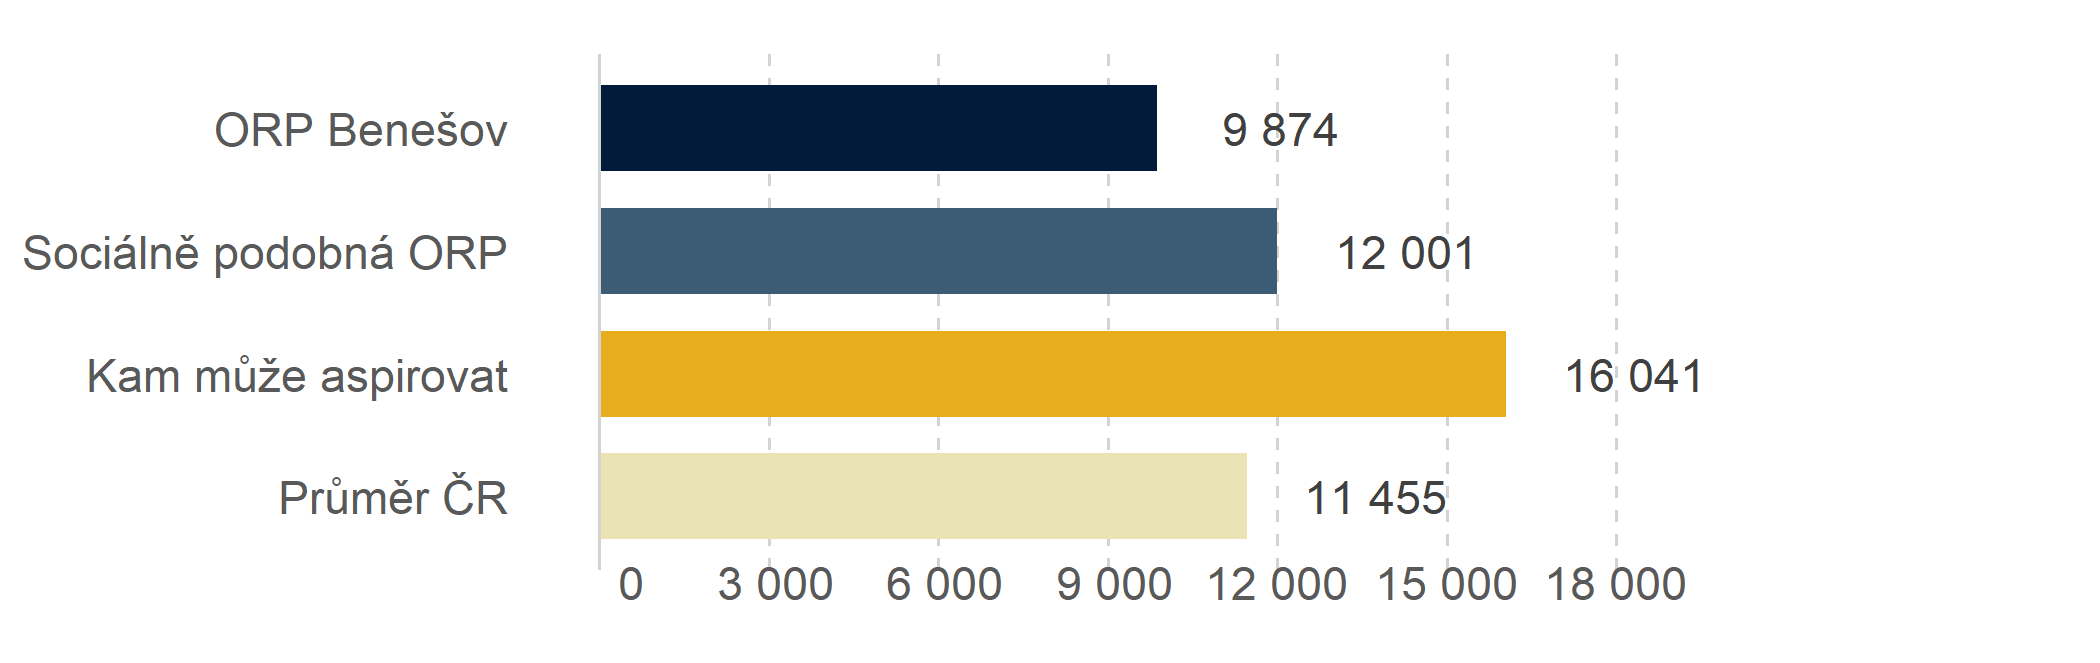 ORP Benešov 9 874
Sociálně podobná ORP 12 001
Kam může aspirovat 16 041
Průměr ČR 11 455
0 3 000 6 000 9 000 12 000 15 000 18 000